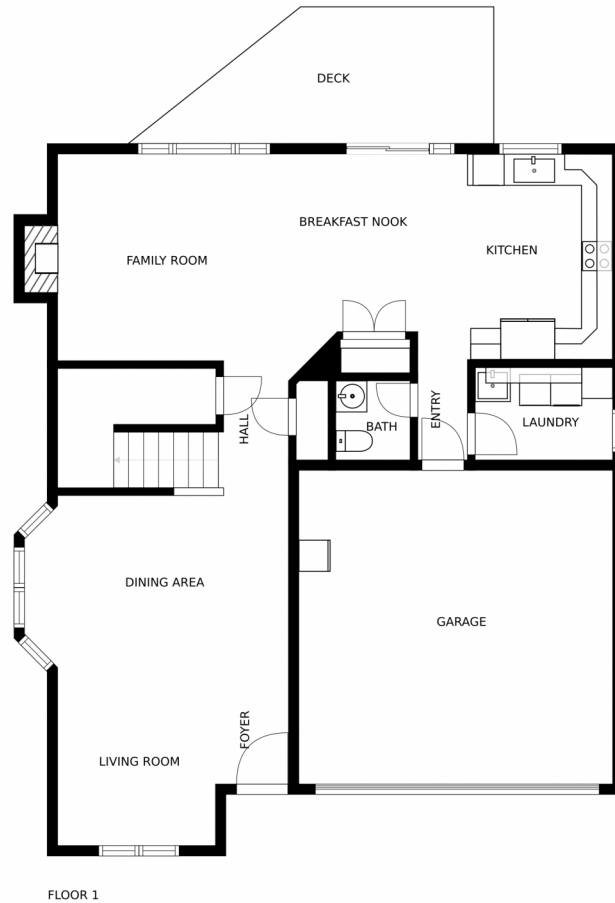 DECK
BREAKFAST NOOK
KITCHEN
FAMILY ROOM
ENTRY
HALL
BATH
LAUNDRY
DINING AREA
GARAGE
FOYER
LIVING ROOM
FLOOR 1